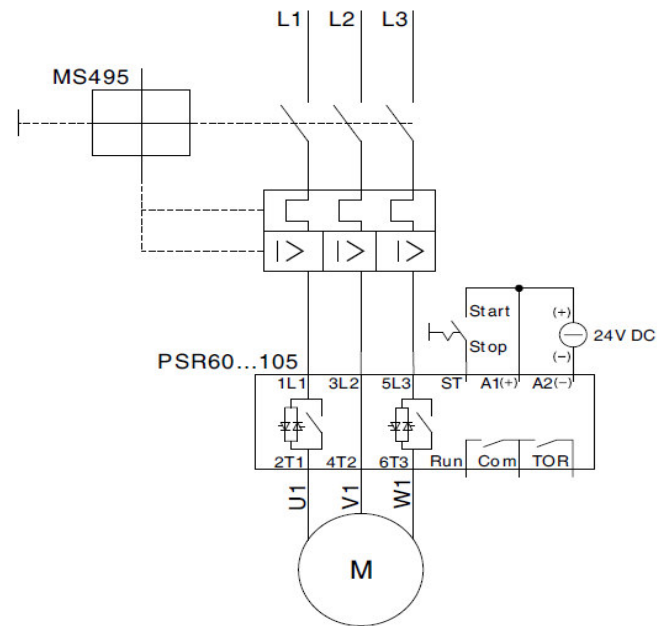 L1 L2 L3
MS495
I> I> I>
Start
(+)
24V DC
Stop
(−)
PSR60...105
1L1 3L2 5L3 ST A1(+) A2(−)
2T1 4T2 6T3 Run Com TOR
U1 V1 W1
M